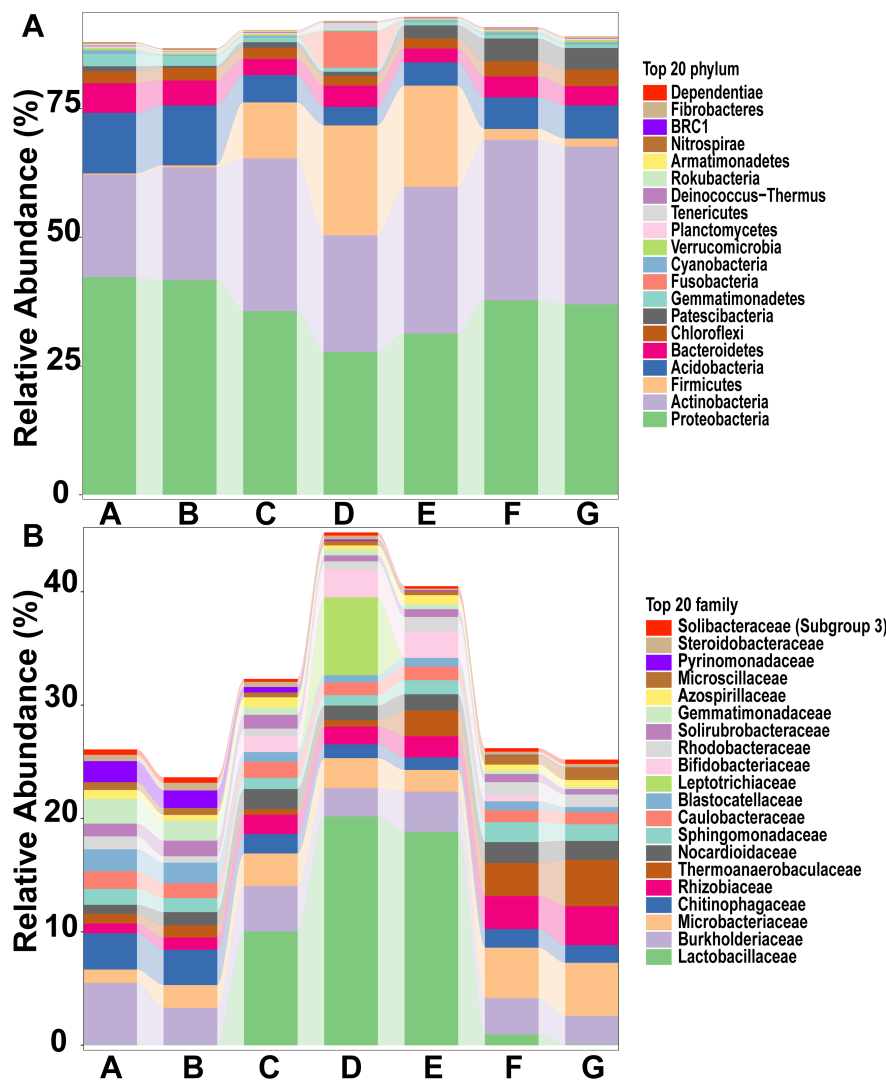 A
Relative Abundance (%)
75
50
25
0
A B C D E F G
Top 20 phylum
Dependentiae
Fibrobacteres
BRC1
Nitrospirae
Armatimonadetes
Rokubacteria
Deinococcus−Thermus
Tenericutes
Planctomycetes
Verrucomicrobia
Cyanobacteria
Fusobacteria
Gemmatimonadetes
Patescibacteria
Chloroflexi
Bacteroidetes
Acidobacteria
Firmicutes
Actinobacteria
Proteobacteria
B
Relative Abundance (%)
40
30
20
10
0
A B C D E F G
Top 20 family
Solibacteraceae (Subgroup 3)
Steroidobacteraceae
Pyrinomonadaceae
Microscillaceae
Azospirillaceae
Gemmatimonadaceae
Solirubrobacteraceae
Rhodobacteraceae
Bifidobacteriaceae
Leptotrichiaceae
Blastocatellaceae
Caulobacteraceae
Sphingomonadaceae
Nocardioidaceae
Thermoanaerobaculaceae
Rhizobiaceae
Chitinophagaceae
Microbacteriaceae
Burkholderiaceae
Lactobacillaceae